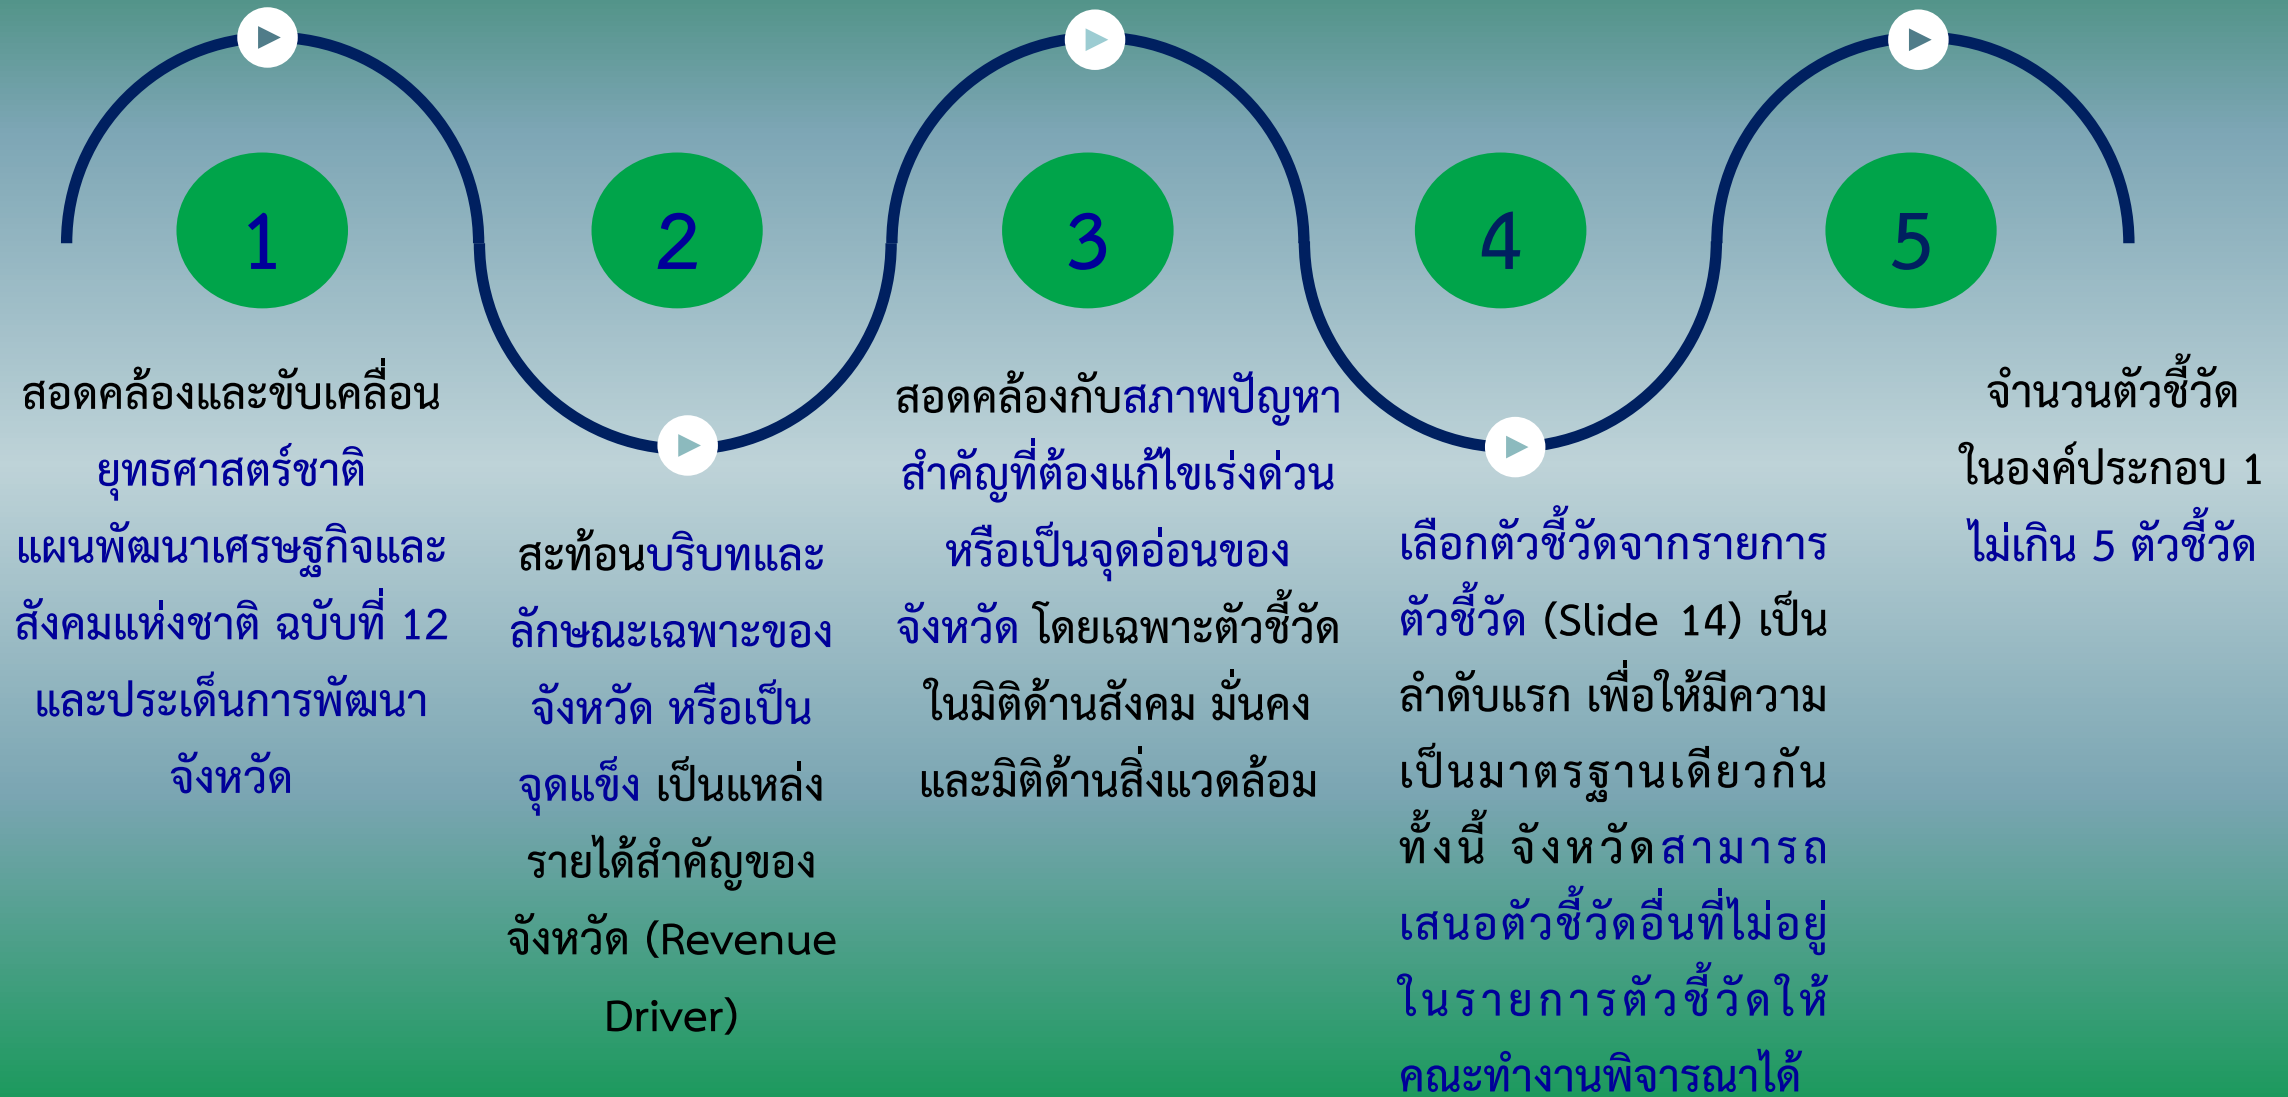 1
สอดคล้องและขับเคลื่อน
ยุทธศาสตร์ชาติ
แผนพัฒนาเศรษฐกิจและ
สังคมแห่งชาติ ฉบับที่ 12
และประเด็นการพัฒนา
จังหวัด
2
สะท้อนบริบทและ
ลักษณะเฉพาะของ
จังหวัด หรือเป็น
จุดแข็ง เป็นแหล่ง
รายได้สำคัญของ
จังหวัด (Revenue
Driver)
3
สอดคล้องกับสภาพปัญหา
สำคัญที่ต้องแก้ไขเร่งด่วน
หรือเป็นจุดอ่อนของ
จังหวัด โดยเฉพาะตัวชี้วัด
ในมิติด้านสังคม มั่นคง
และมิติด้านสิ่งแวดล้อม
4
เลือกตัวชี้วัดจากรายการ
ตัวชี้วัด (Slide 14) เป็น
ลำดับแรก เพื่อให้มีความ
เป็นมาตรฐานเดียวกัน
ทั้งนี้ จังหวัดสามารถ
เสนอตัวชี้วัดอื่นที่ไม่อยู่
ในรายการตัวชี้วัดให้
คณะทำงานพิจารณาได้
5
จำนวนตัวชี้วัด
ในองค์ประกอบ 1
ไม่เกิน 5 ตัวชี้วัด